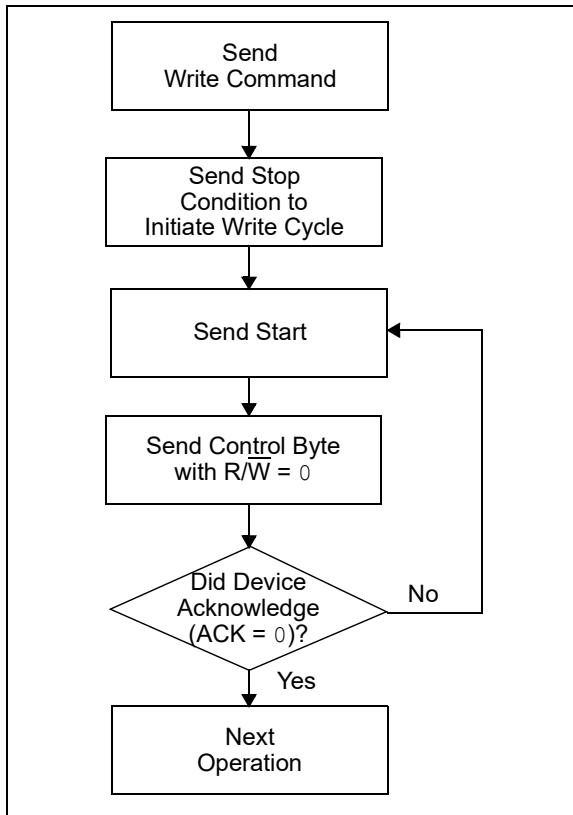 Send
Write Command
Send Stop
Condition to
Initiate Write Cycle
Send Start
Send Control Byte
with R/W̅ = 0
Did Device
Acknowledge
(ACK = 0)?
No
Yes
Next
Operation